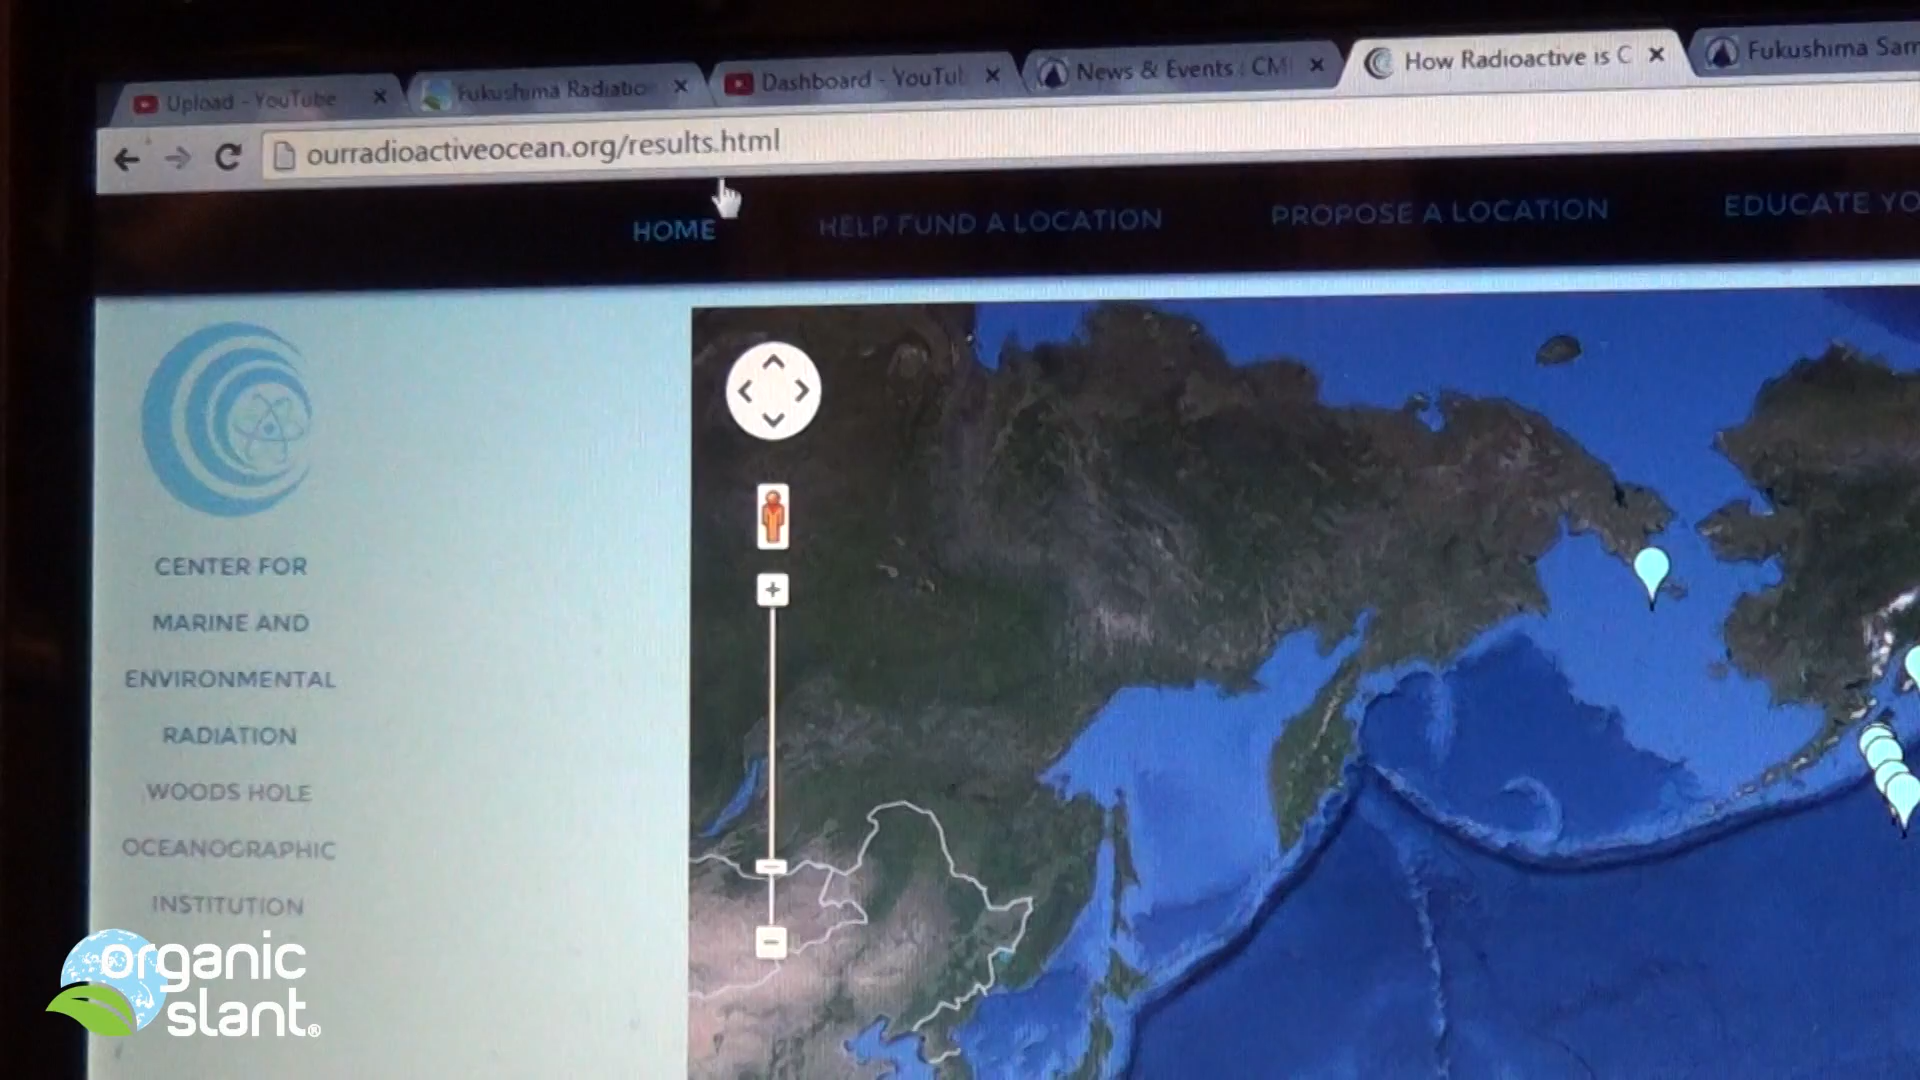 Upload - YouTube
Fukushima Radiatio
Dashboard - YouTul
News & Events | CM
How Radioactive is C
Fukushima Sam
ourradioactiveocean.org/results.html
HOME
HELP FUND A LOCATION
PROPOSE A LOCATION
EDUCATE YO
CENTER FOR
MARINE AND
ENVIRONMENTAL
RADIATION
WOODS HOLE
OCEANOGRAPHIC
INSTITUTION
organic
slant®